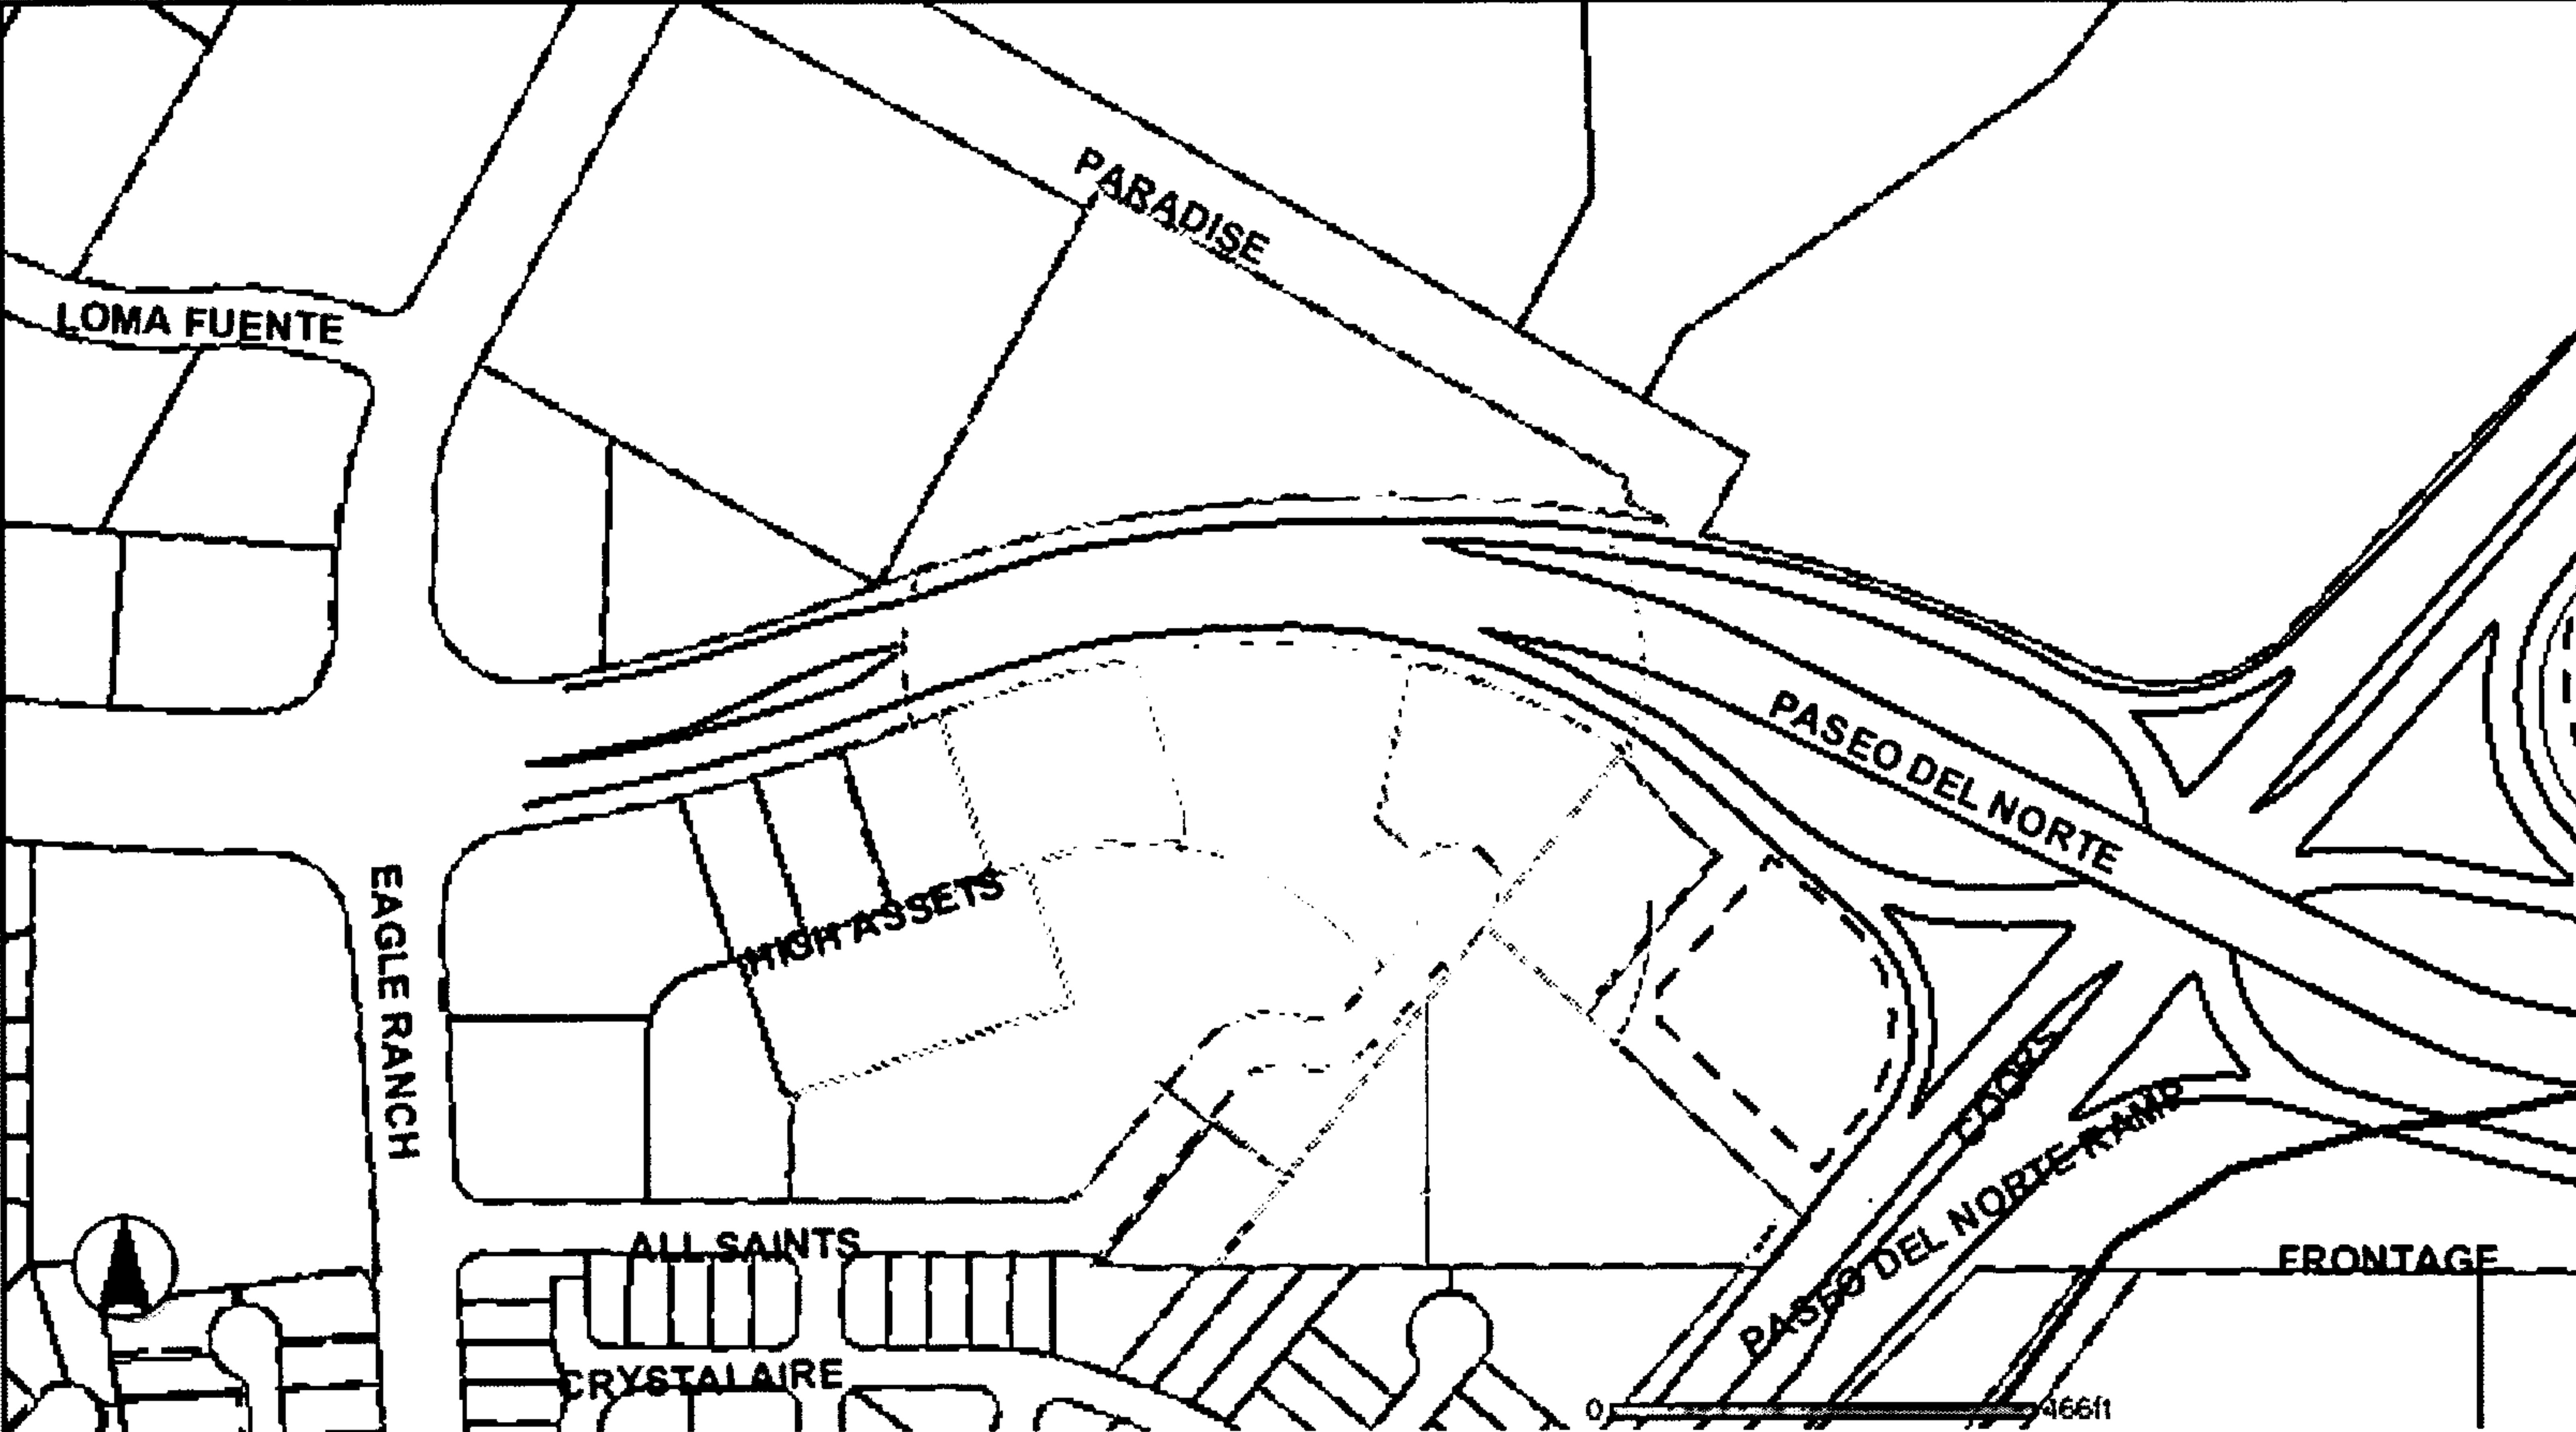 PARADISE
LOMA FUENTE
PASEO DEL NORTE
EAGLE RANCH
HIGH ASSETS
COORS
PASEO DEL NORTE RAMP
ALL SAINTS
FRONTAGE
CRYSTALAIRE
0 466ft